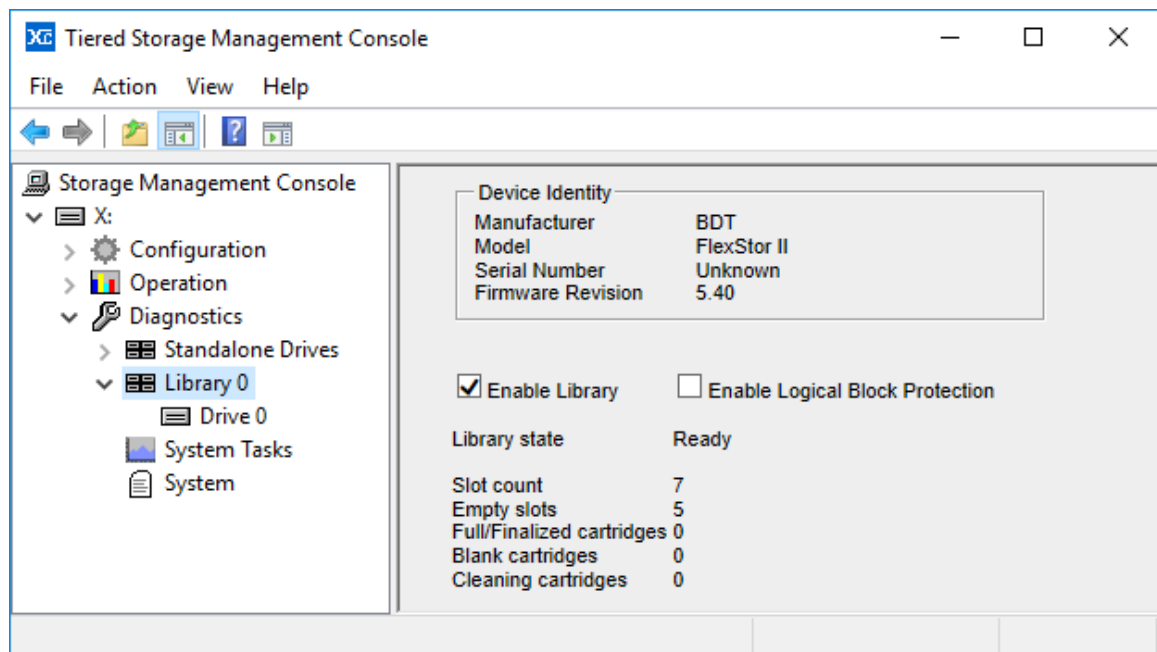 Tiered Storage Management Console
File Action View Help
Storage Management Console
X:
Configuration
Operation
Diagnostics
Standalone Drives
Library 0
Drive 0
System Tasks
System
Device Identity
Manufacturer BDT
Model FlexStor II
Serial Number Unknown
Firmware Revision 5.40
Enable Library Enable Logical Block Protection
Library state Ready
Slot count 7
Empty slots 5
Full/Finalized cartridges 0
Blank cartridges 0
Cleaning cartridges 0